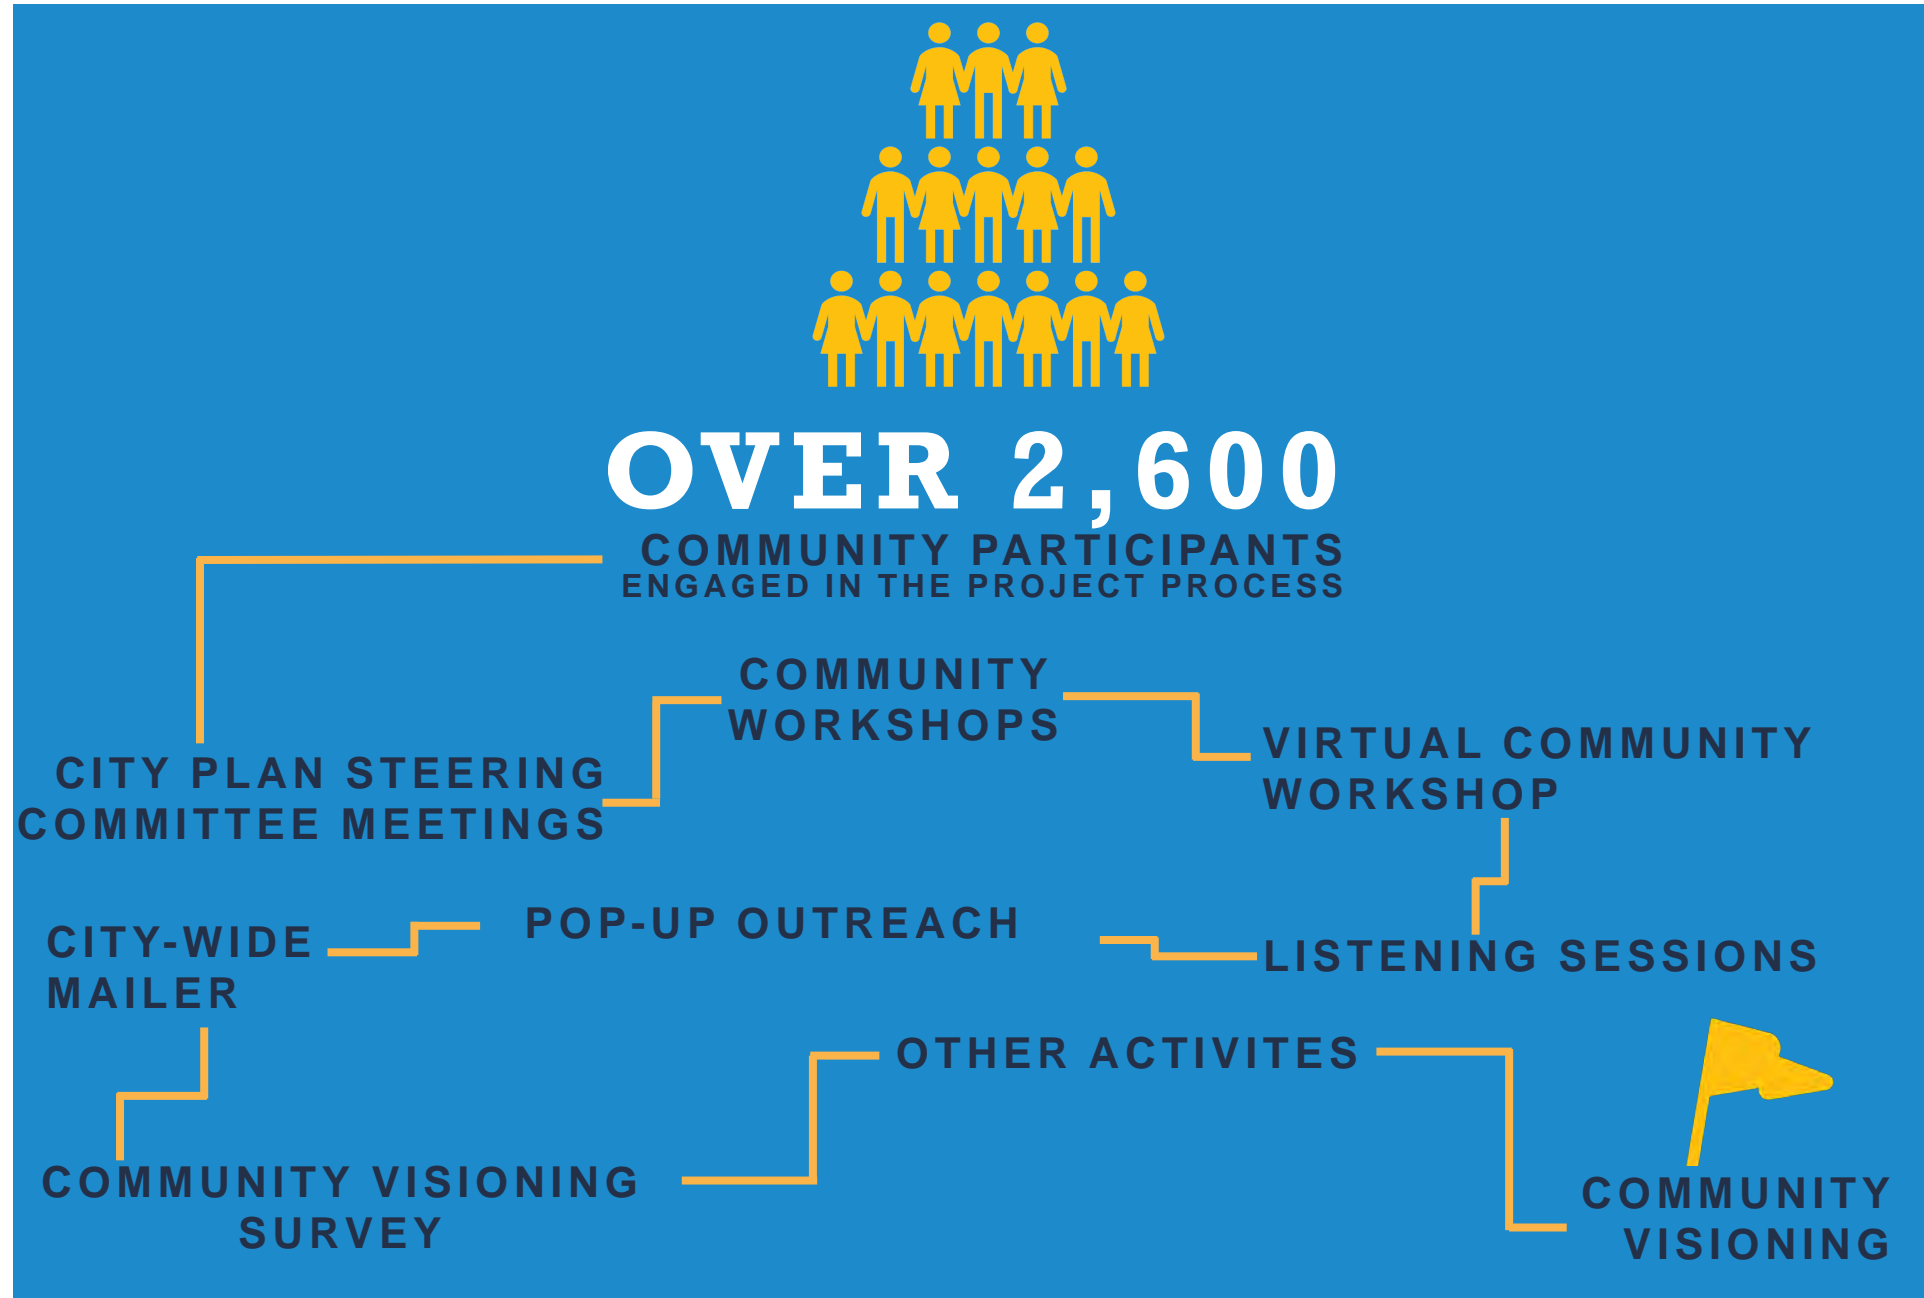 OVER 2,600
COMMUNITY PARTICIPANTS
ENGAGED IN THE PROJECT PROCESS
CITY PLAN STEERING
COMMITTEE MEETINGS
COMMUNITY
WORKSHOPS
VIRTUAL COMMUNITY
WORKSHOP
LISTENING SESSIONS
POP-UP OUTREACH
CITY-WIDE
MAILER
COMMUNITY VISIONING
SURVEY
OTHER ACTIVITES
COMMUNITY
VISIONING